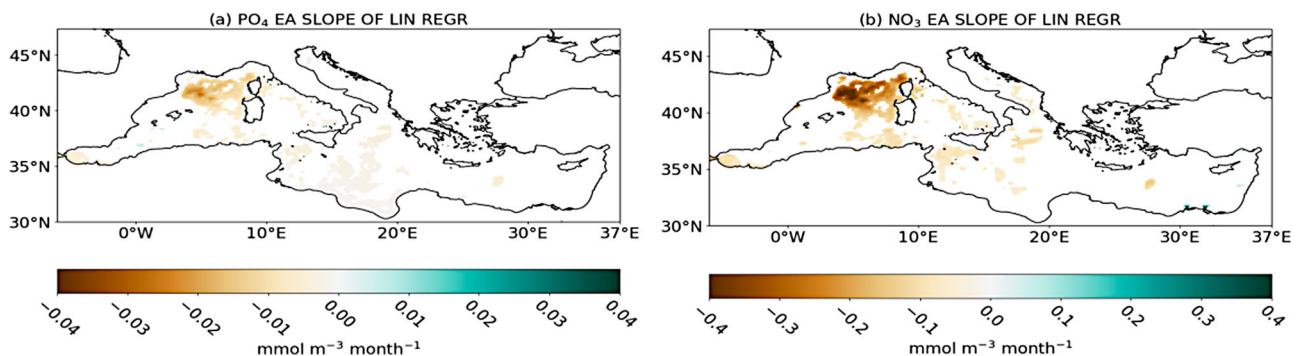 (a) PO₄ EA SLOPE OF LIN REGR
45°N
40°N
35°N
30°N
0°W 10°E 20°E 30°E 37°E
−0.04 −0.03 −0.02 −0.01 0.00 0.01 0.02 0.03 0.04
mmol m⁻³ month⁻¹
(b) NO₃ EA SLOPE OF LIN REGR
45°N
40°N
35°N
30°N
0°W 10°E 20°E 30°E 37°E
−0.4 −0.3 −0.2 −0.1 0.0 0.1 0.2 0.3 0.4
mmol m⁻³ month⁻¹